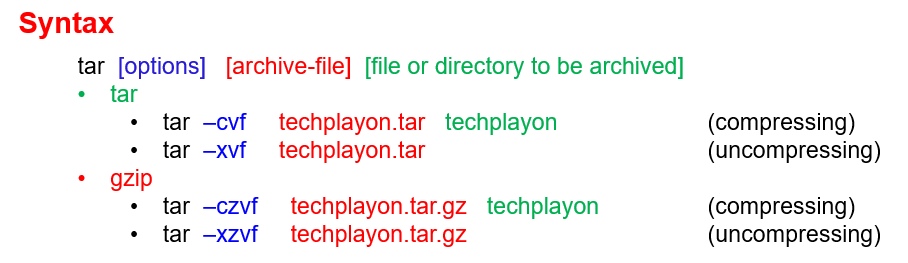 Syntax
tar [options] [archive-file] [file or directory to be archived]
• tar
• tar –cvf techplayon.tar techplayon (compressing)
• tar –xvf techplayon.tar (uncompressing)
• gzip
• tar –czvf techplayon.tar.gz techplayon (compressing)
• tar –xzvf techplayon.tar.gz (uncompressing)